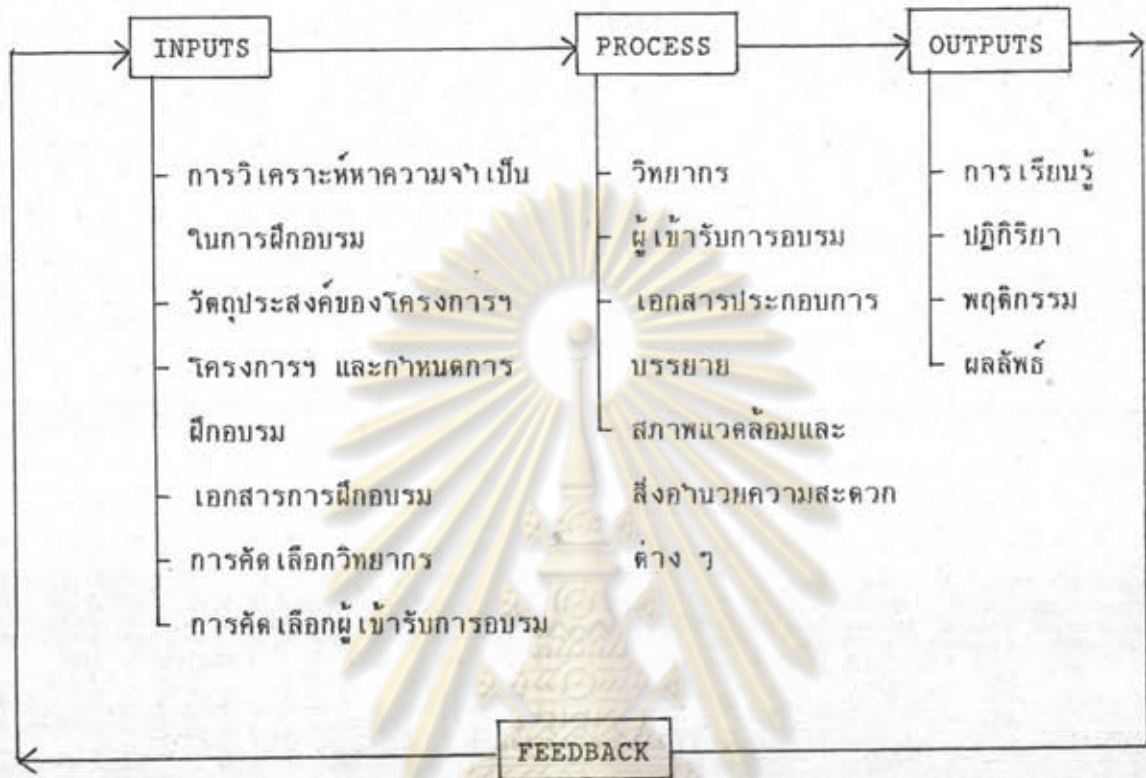 INPUTS
PROCESS
OUTPUTS
การวิเคราะห์หาความจำเป็น
ในการฝึกอบรม
วัตถุประสงค์ของโครงการฯ
โครงการฯ และกำหนดการ
ฝึกอบรม
เอกสารการฝึกอบรม
การคัดเลือกวิทยากร
การคัดเลือกผู้เข้ารับการอบรม
วิทยากร
ผู้เข้ารับการอบรม
เอกสารประกอบการ
บรรยาย
สภาพแวดล้อมและ
สิ่งอำนวยความสะดวก
ต่าง ๆ
การเรียนรู้
ปฏิกิริยา
พฤติกรรม
ผลลัพธ์
FEEDBACK